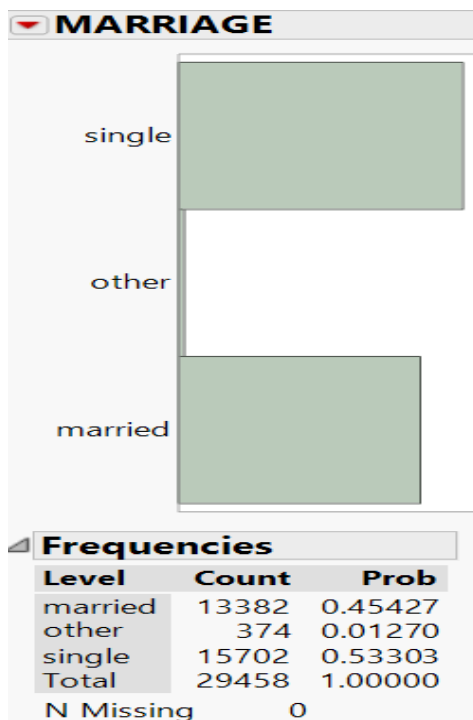 MARRIAGE
single
other
married
Frequencies
Level Count Prob
married 13382 0.45427
other 374 0.01270
single 15702 0.53303
Total 29458 1.00000
N Missing 0